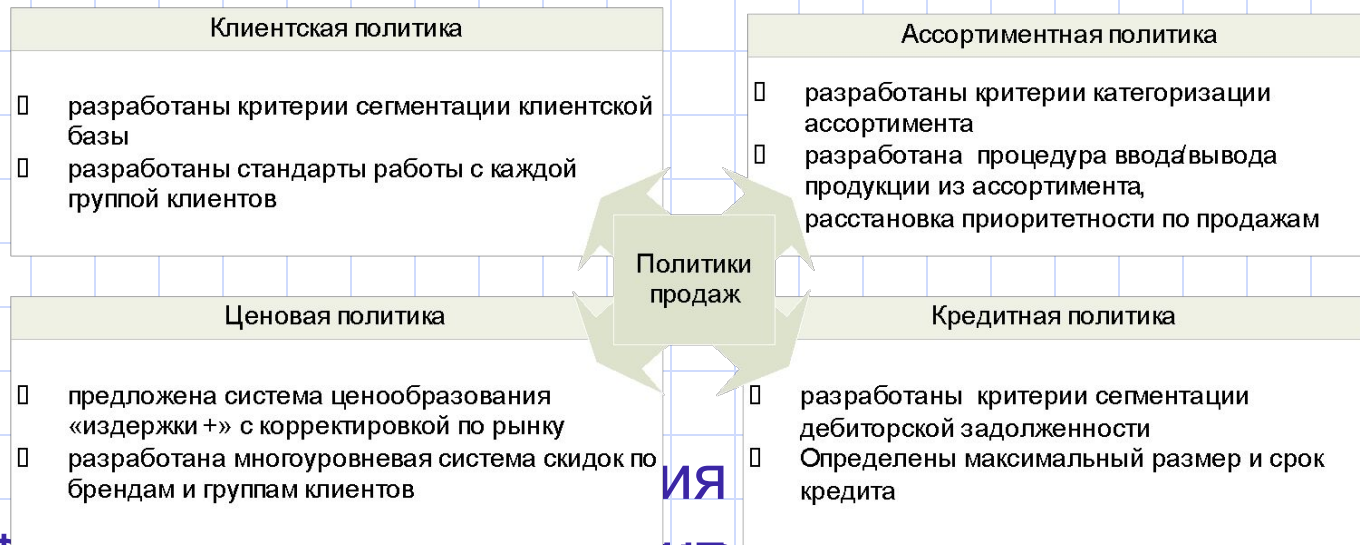 Клиентская политика
разработаны критерии сегментации клиентской
базы
разработаны стандарты работы с каждой
группой клиентов
Ассортиментная политика
разработаны критерии категоризации
ассортимента
разработана процедура ввода/вывода
продукции из ассортимента,
расстановка приоритетности по продажам
Политики
продаж
Ценовая политика
предложена система ценообразования
«издержки +» с корректировкой по рынку
разработана многоуровневая система скидок по
брендам и группам клиентов
Кредитная политика
разработаны критерии сегментации
дебиторской задолженности
Определены максимальный размер и срок
кредита
ия